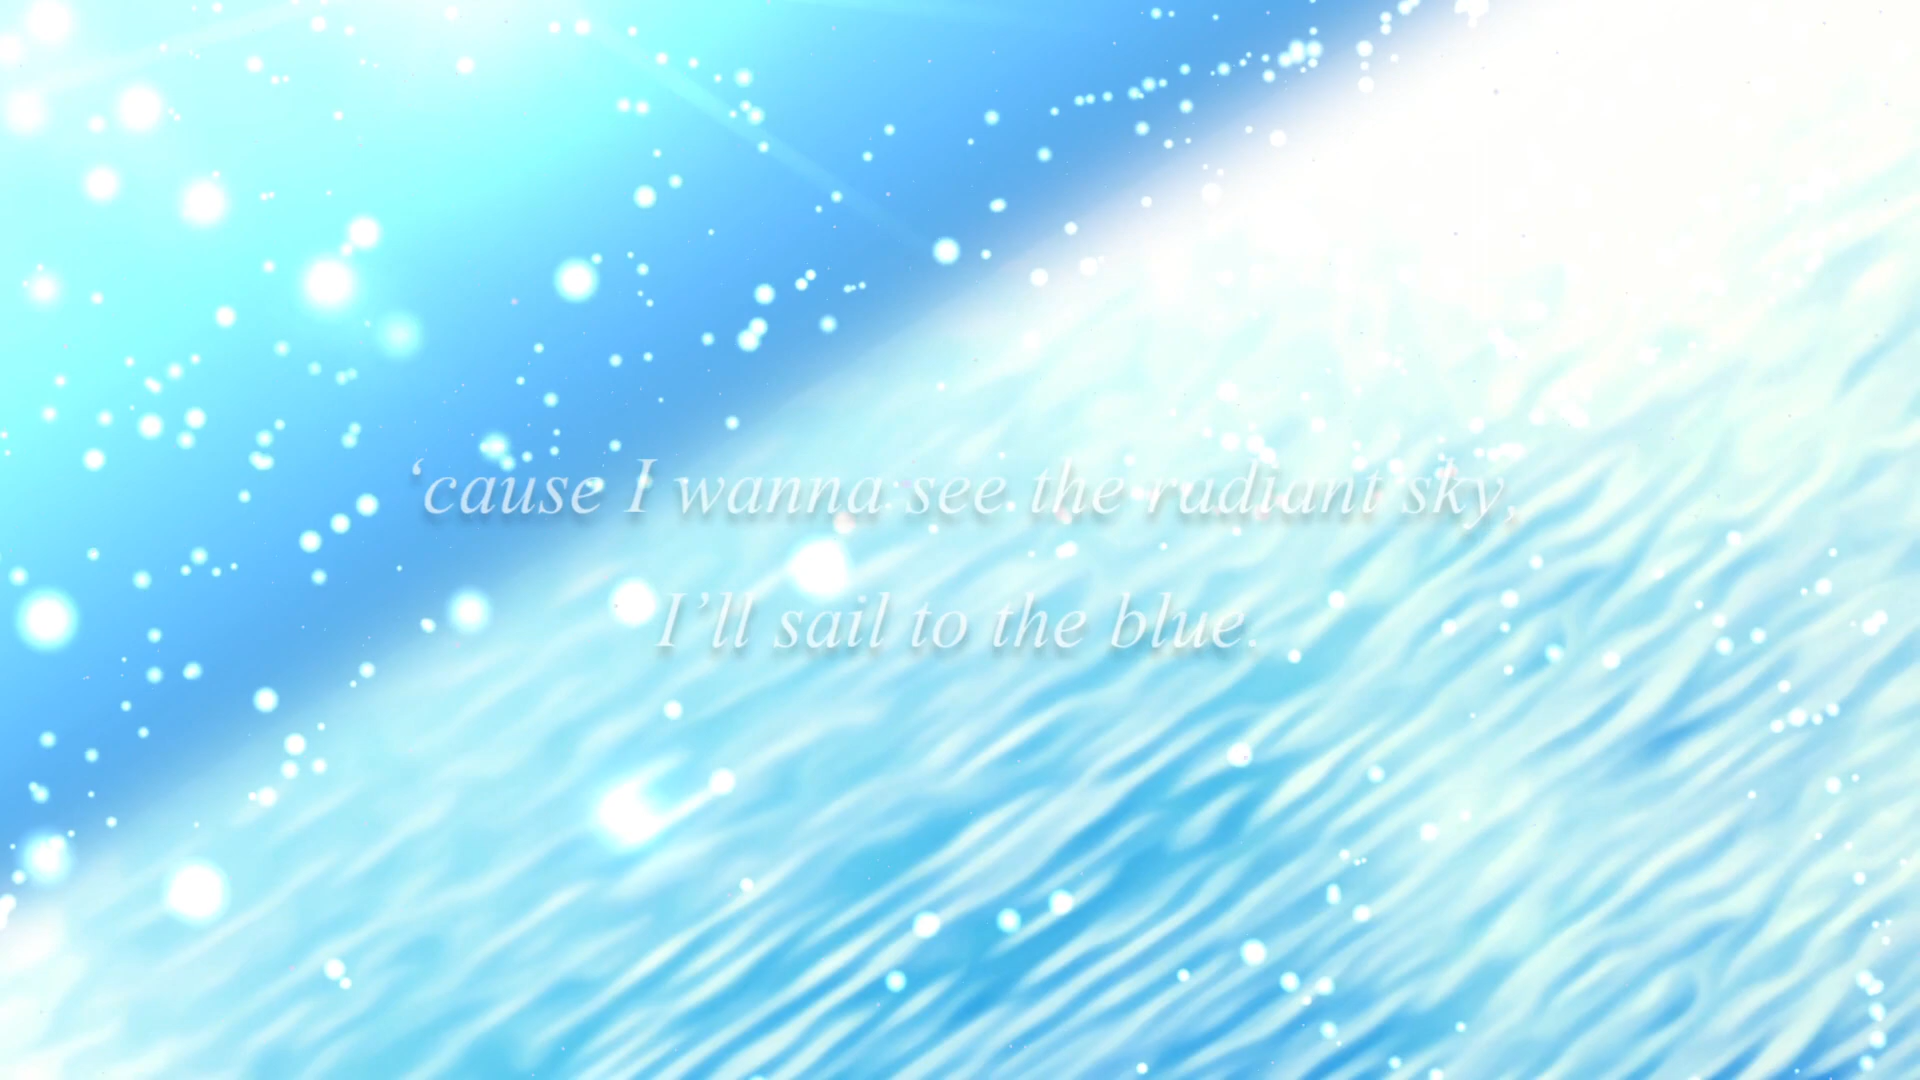 ‘cause I wanna see the radiant sky,
I’ll sail to the blue.